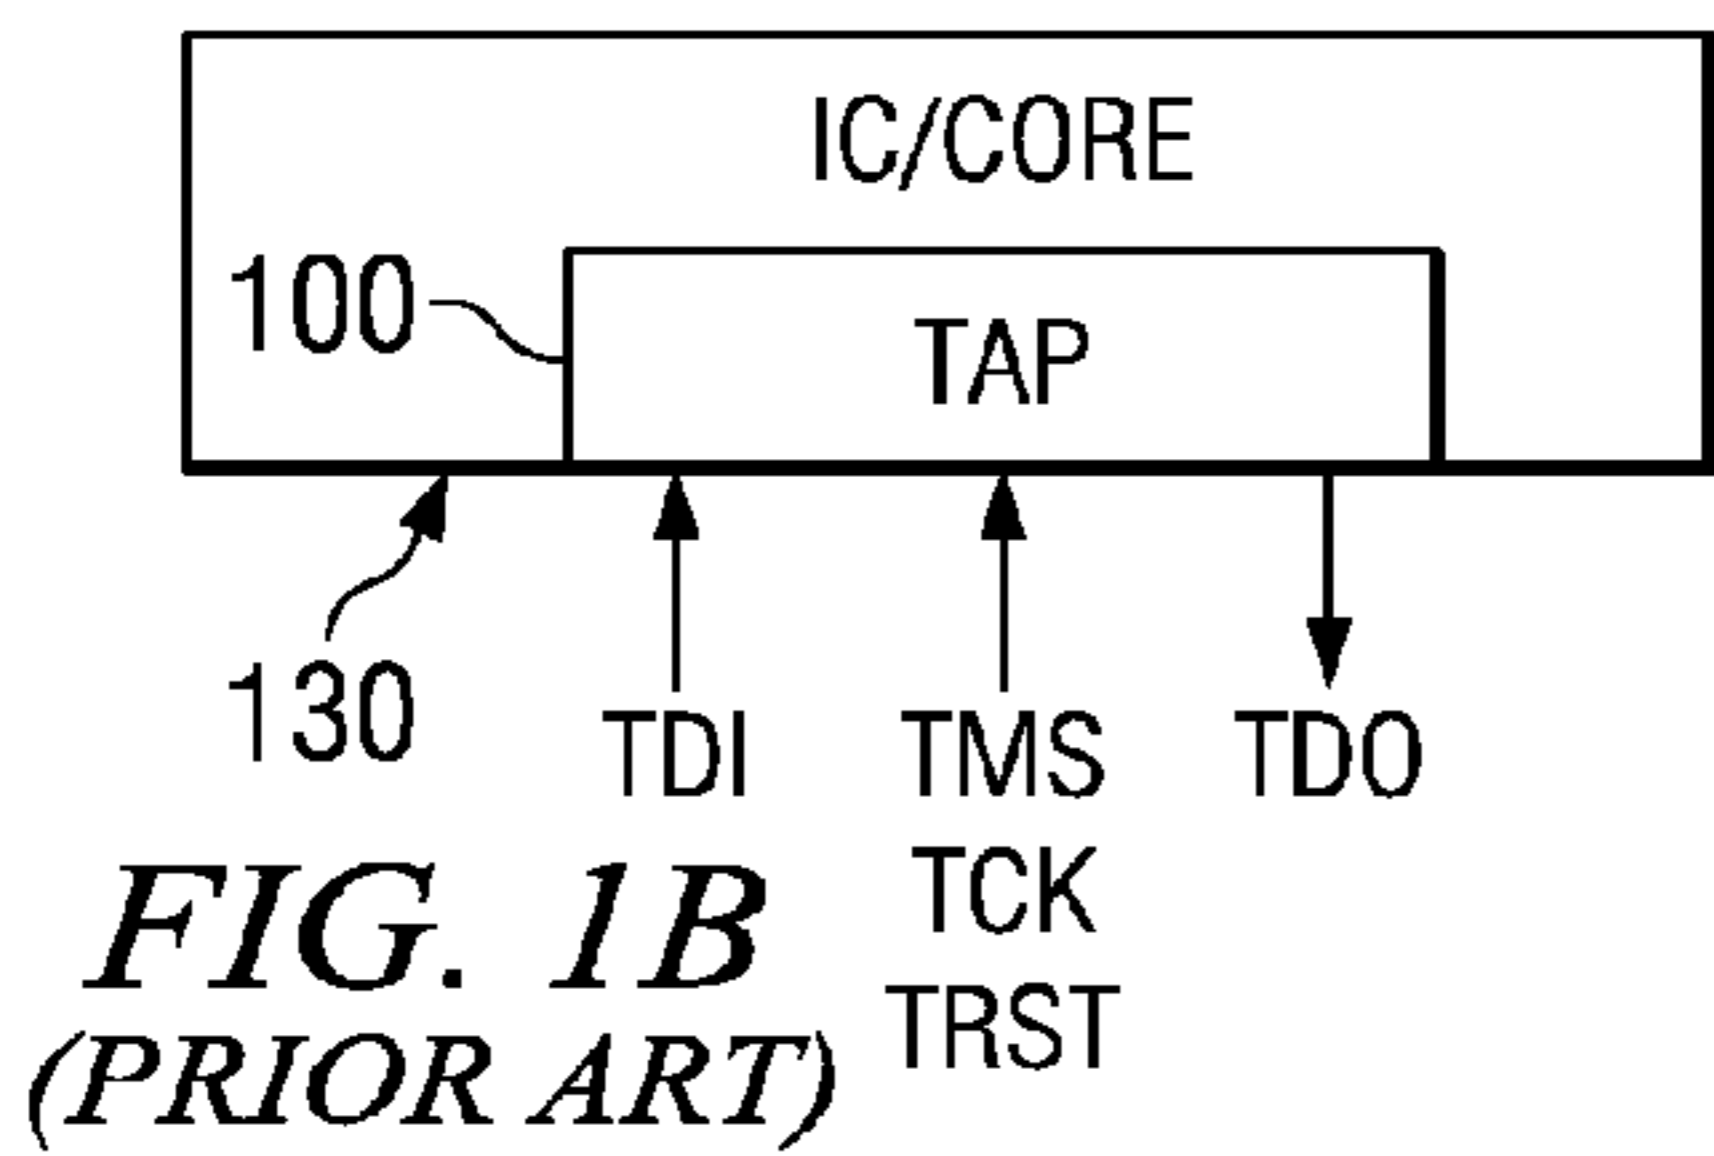 IC/CORE
100
TAP
130
TDI
TMS
TDO
TCK
TRST
FIG. 1B
(PRIOR ART)